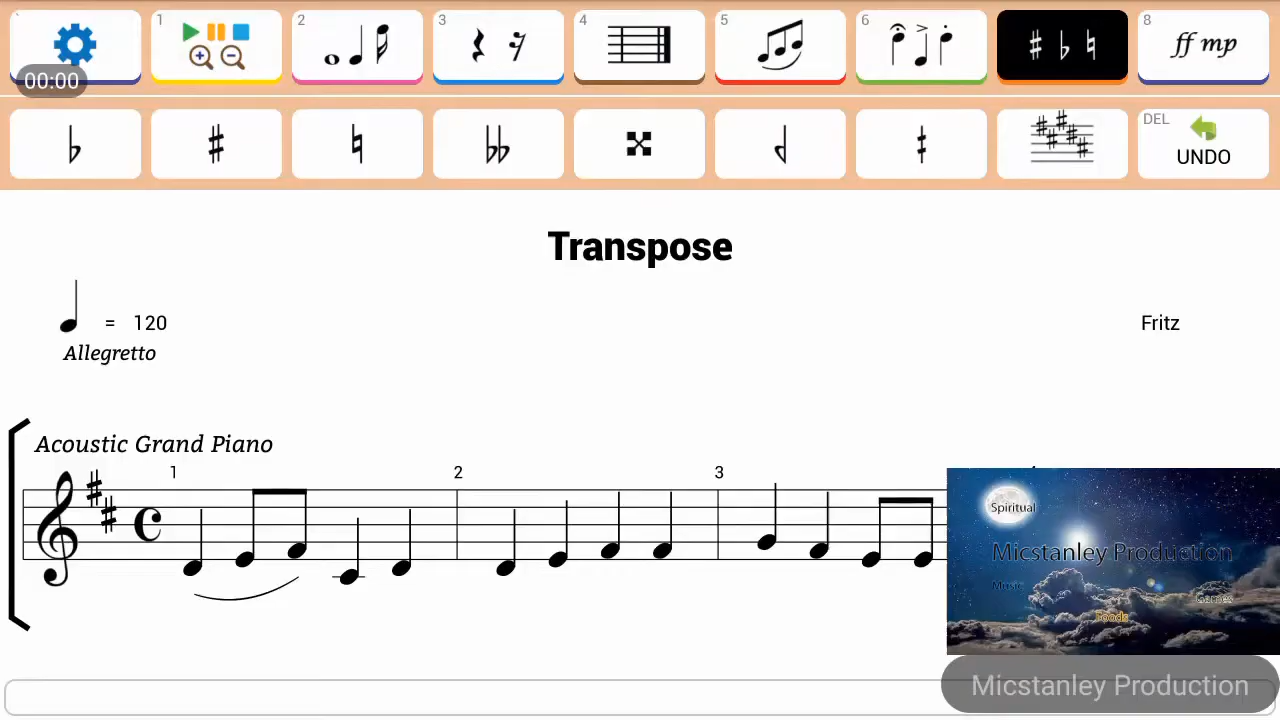 1
2
3
4
5
6
8
00:00
ff mp
DEL
UNDO
Transpose
= 120
Fritz
Allegretto
Acoustic Grand Piano
1
2
3
Spiritual
Micstanley Production
Music
Games
Foods
Micstanley Production